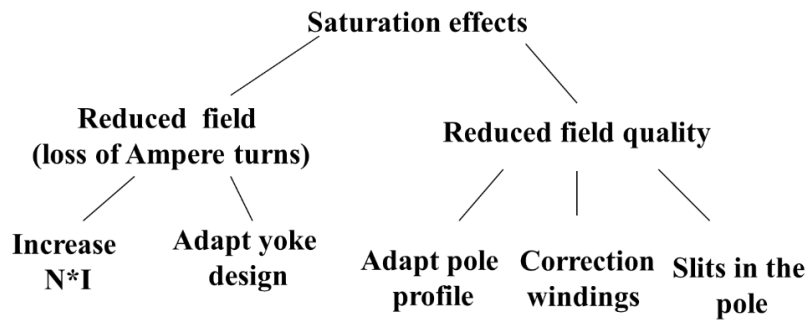 Saturation effects
Reduced field
(loss of Ampere turns)
Reduced field quality
Increase
N*I
Adapt yoke
design
Adapt pole
profile
Correction
windings
Slits in the
pole